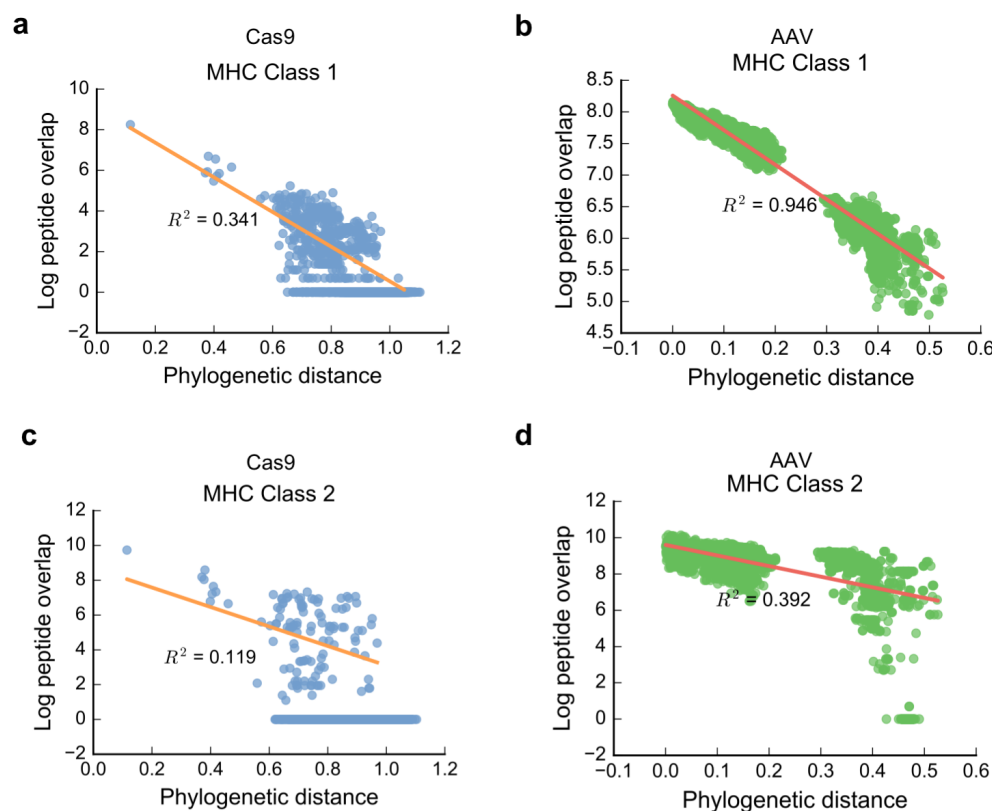 a
Cas9
MHC Class 1
10
8
6
4
2
0
−2
0.0 0.2 0.4 0.6 0.8 1.0 1.2
Log peptide overlap
Phylogenetic distance
R² = 0.341
b
AAV
MHC Class 1
8.5
8.0
7.5
7.0
6.5
6.0
5.5
5.0
4.5
−0.1 0.0 0.1 0.2 0.3 0.4 0.5 0.6
Log peptide overlap
Phylogenetic distance
R² = 0.946
c
Cas9
MHC Class 2
12
10
8
6
4
2
0
−2
0.0 0.2 0.4 0.6 0.8 1.0 1.2
Log peptide overlap
Phylogenetic distance
R² = 0.119
d
AAV
MHC Class 2
12
10
8
6
4
2
0
−2
−0.1 0.0 0.1 0.2 0.3 0.4 0.5 0.6
Log peptide overlap
Phylogenetic distance
R² = 0.392